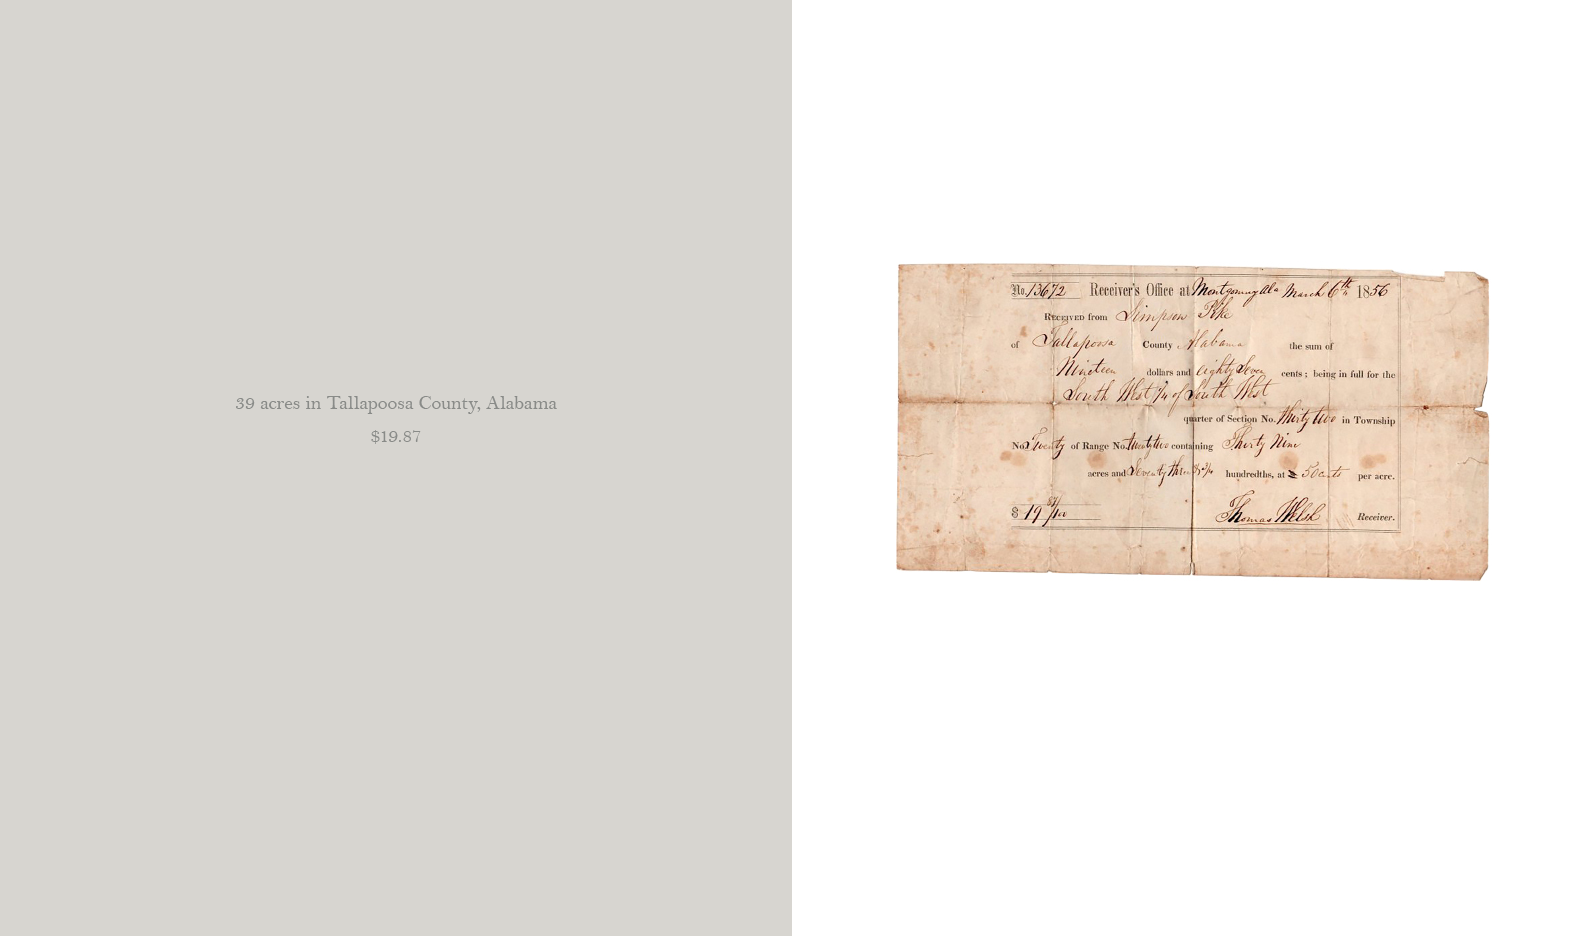 39 acres in Tallapoosa County, Alabama
$19.87
No. 13672 Receiver's Office at Montgomery Ala March 6th 1856
Received from Simpson
of Tallapoosa County, Alabama the sum of
Nineteen dollars and eighty Seven cents; being in full for the
South West 1/4 of South West
quarter of Section No. Thirty two in Township
No. Twenty of Range No. Twenty two containing Thirty Nine
acres and Seventy three hundredths, at 50 cents per acre.
$ 19 87/100 Thomas Welsh Receiver.